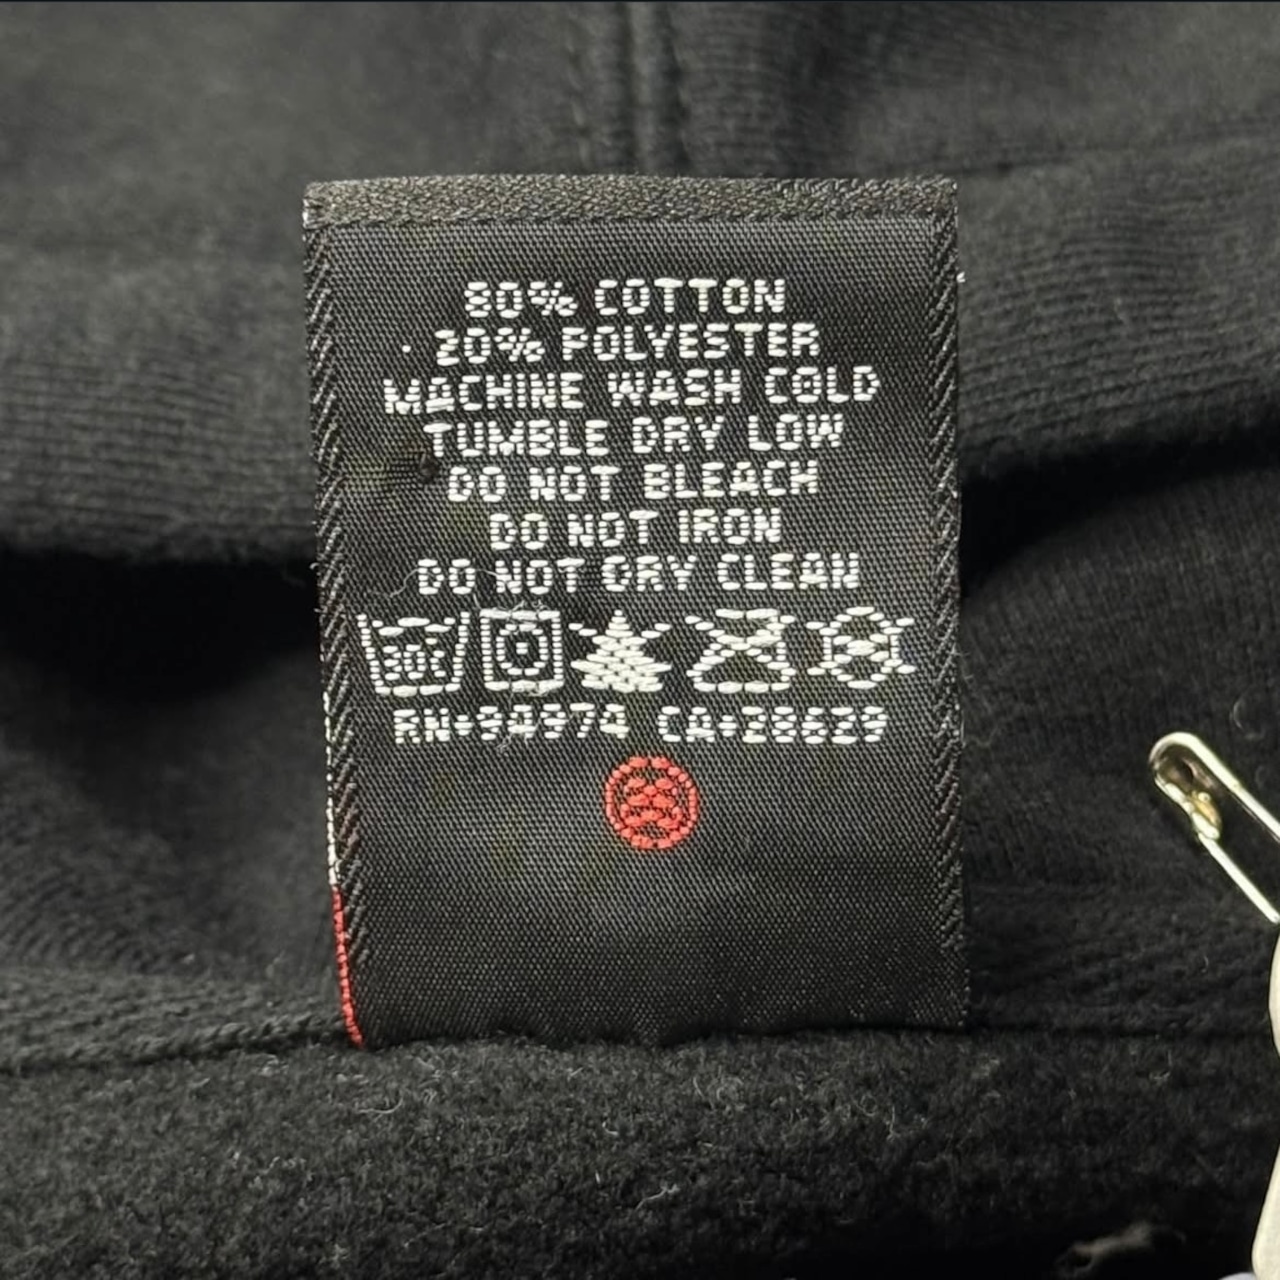 80% COTTON
20% POLYESTER
MACHINE WASH COLD
TUMBLE DRY LOW
DO NOT BLEACH
DO NOT IRON
DO NOT DRY CLEAN
30C
RN•94974 CA•28629